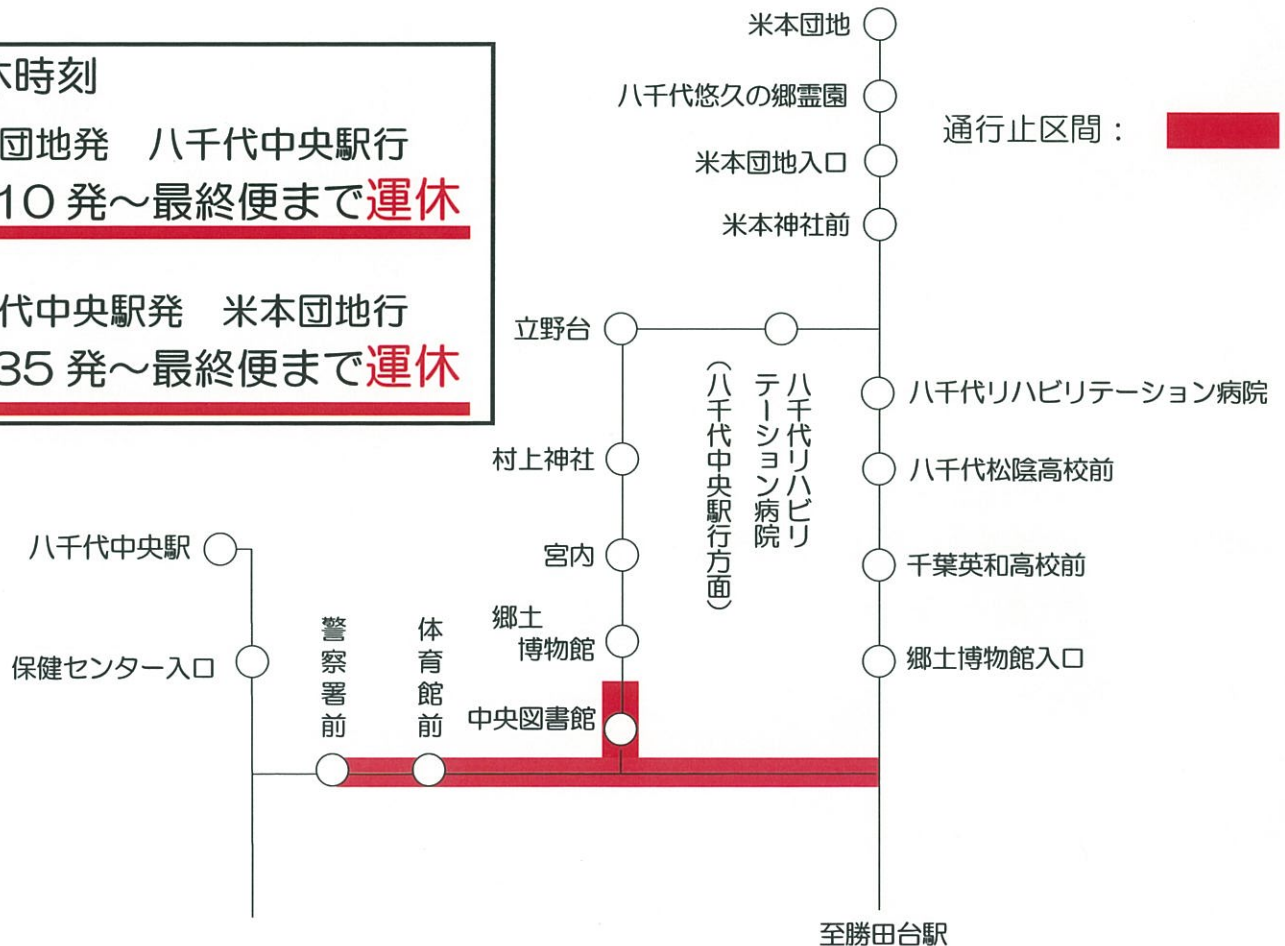 休時刻
団地発　八千代中央駅行
10 発～最終便まで運休
代中央駅発　米本団地行
35 発～最終便まで運休
米本団地
八千代悠久の郷霊園
米本団地入口
米本神社前
通行止区間：
立野台
八千代リハビリ
テーション病院
（八千代中央駅行方面）
村上神社
宮内
郷土
博物館
中央図書館
八千代リハビリテーション病院
八千代松陰高校前
千葉英和高校前
郷土博物館入口
八千代中央駅
保健センター入口
警察署前
体育館前
至勝田台駅